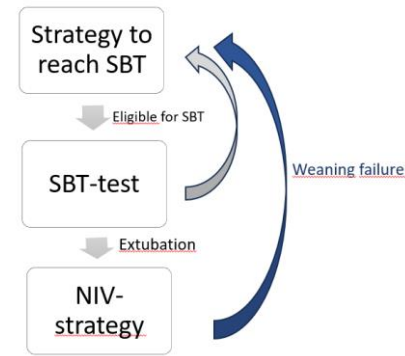 Strategy to
reach SBT
Eligible for SBT
SBT-test
Weaning failure
Extubation
NIV-
strategy